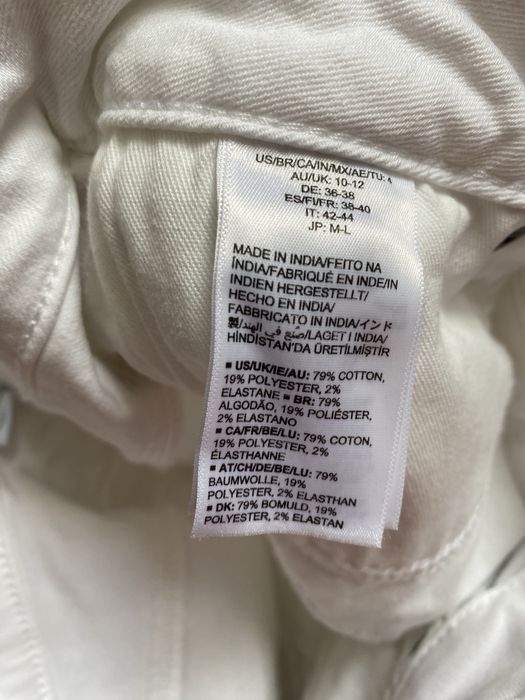 US/BR/CA/IN/MX/AE/TU: 4
AU/UK: 10-12
DE: 36-38
ES/FI/FR: 38-40
IT: 42-44
JP: M-L
MADE IN INDIA/FEITO NA
ÍNDIA/FABRIQUÉ EN INDE/IN
INDIEN HERGESTELLT/
HECHO EN INDIA/
FABBRICATO IN INDIA/インド
製/صُنع في الهند/LAGET I INDIA/
HİNDİSTAN'DA ÜRETİLMİŞTİR
■ US/UK/IE/AU: 79% COTTON,
19% POLYESTER, 2%
ELASTANE ■ BR: 79%
ALGODÃO, 19% POLIÉSTER,
2% ELASTANO
■ CA/FR/BE/LU: 79% COTON,
19% POLYESTER, 2%
ÉLASTHANNE
■ AT/CH/DE/BE/LU: 79%
BAUMWOLLE, 19%
POLYESTER, 2% ELASTHAN
■ DK: 79% BOMULD, 19%
POLYESTER, 2% ELASTAN